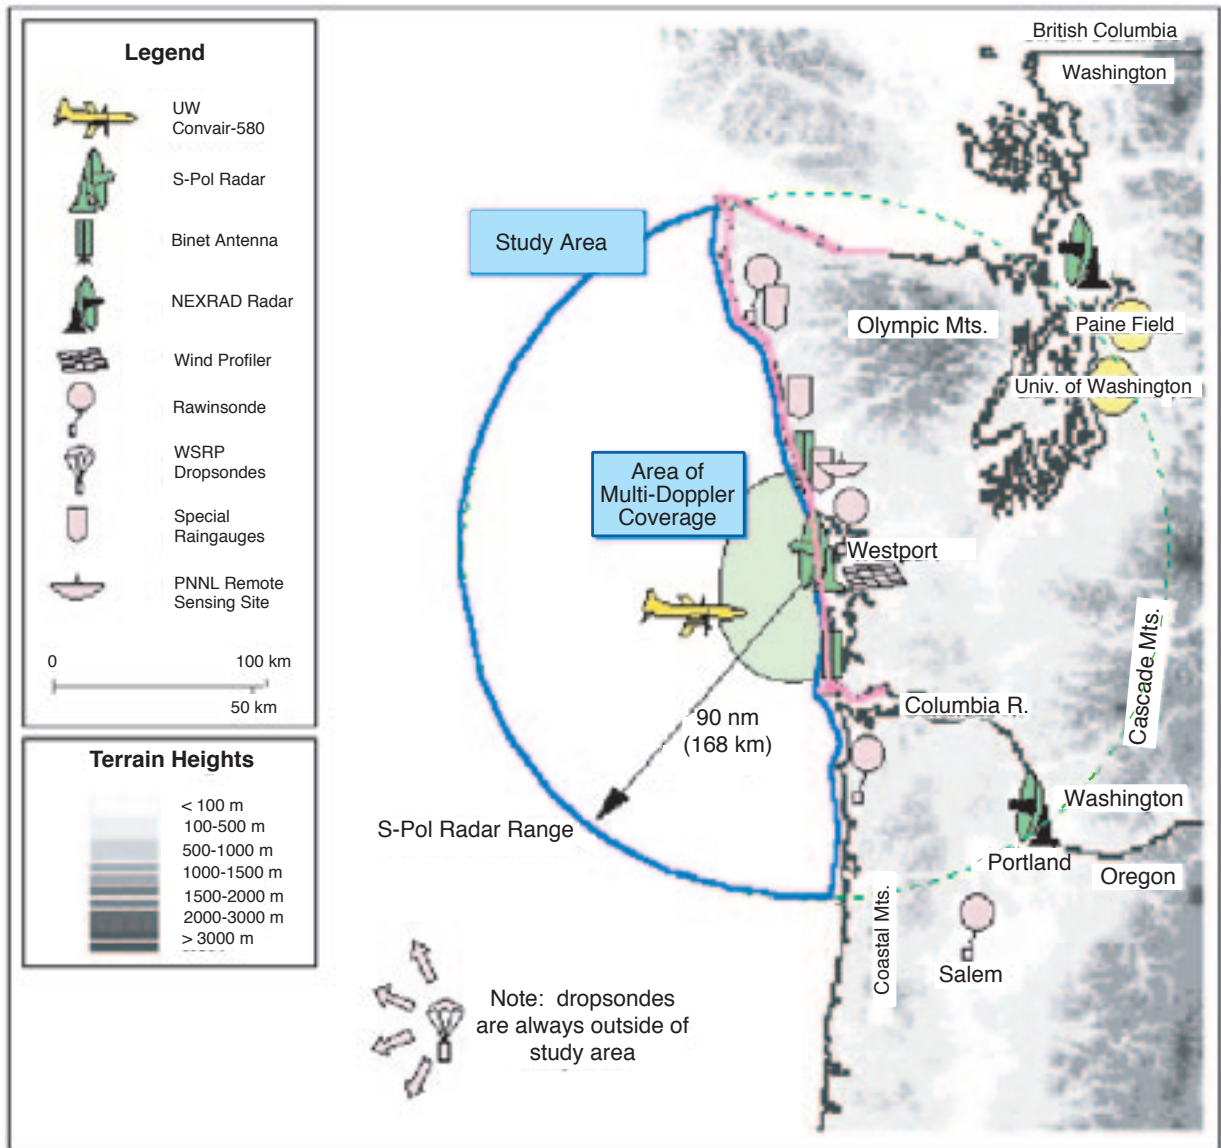 Legend
UW
Convair-580
S-Pol Radar
Binet Antenna
NEXRAD Radar
Wind Profiler
Rawinsonde
WSRP
Dropsondes
Special
Raingauges
PNNL Remote
Sensing Site
0 100 km
50 km
Terrain Heights
< 100 m
100-500 m
500-1000 m
1000-1500 m
1500-2000 m
2000-3000 m
> 3000 m
British Columbia
Washington
Study Area
Olympic Mts.
Paine Field
Univ. of Washington
Area of
Multi-Doppler
Coverage
Westport
Cascade Mts.
Columbia R.
90 nm
(168 km)
S-Pol Radar Range
Washington
Portland
Oregon
Coastal Mts.
Salem
Note: dropsondes
are always outside of
study area